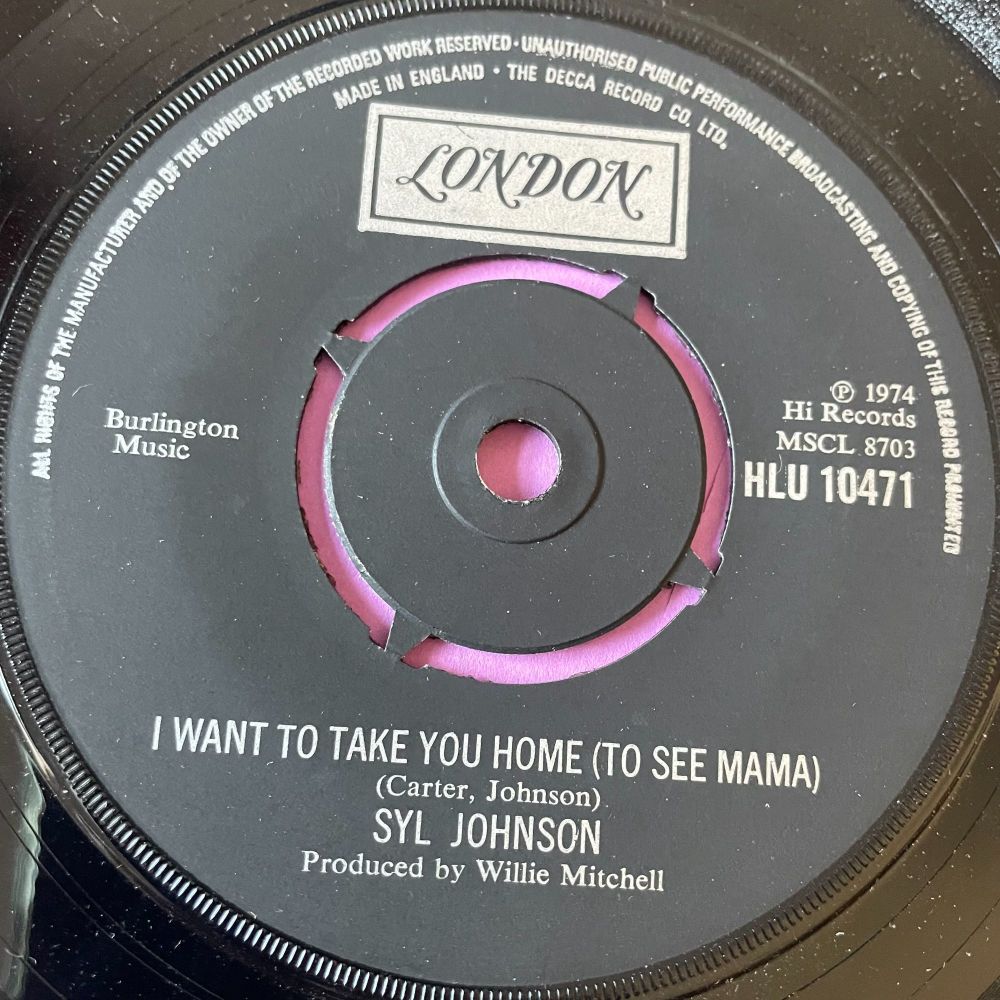 ALL RIGHTS OF THE MANUFACTURER AND OF THE OWNER OF THE RECORDED WORK RESERVED · UNAUTHORISED PUBLIC PERFORMANCE BROADCASTING AND COPYING OF THIS RECORD PROHIBITED
MADE IN ENGLAND · THE DECCA RECORD CO. LTD.
LONDON
Burlington
Music
℗ 1974
Hi Records
MSCL 8703
HLU 10471
I WANT TO TAKE YOU HOME (TO SEE MAMA)
(Carter, Johnson)
SYL JOHNSON
Produced by Willie Mitchell